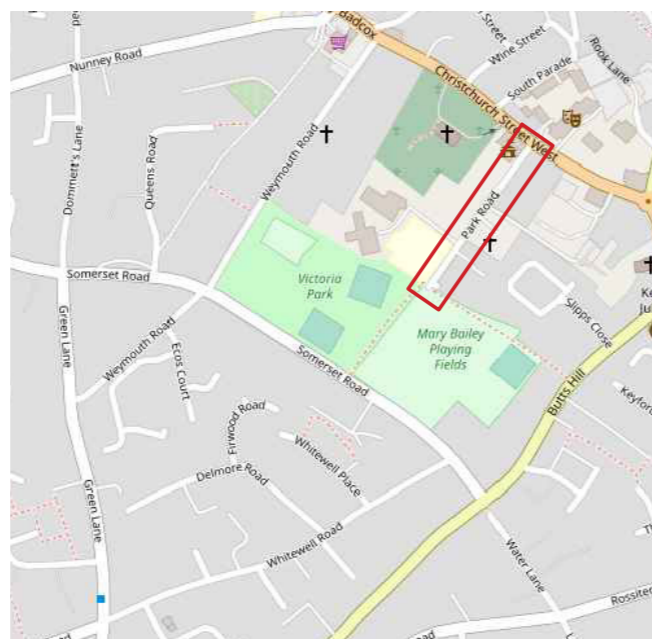 Badcox
Street
Wine Street
Rook Lane
Nunney Road
Christchurch Street West
South Parade
Weymouth Road
Dommett's Lane
Queens Road
Park Road
Somerset Road
Victoria
Park
Slipps Close
Green Lane
Weymouth Road
Ecos Court
Somerset Road
Mary Bailey
Playing
Fields
Butts Hill
Firwood Road
Whitewell Place
Delmore Road
Green Lane
Whitewell Road
Water Lane
Road